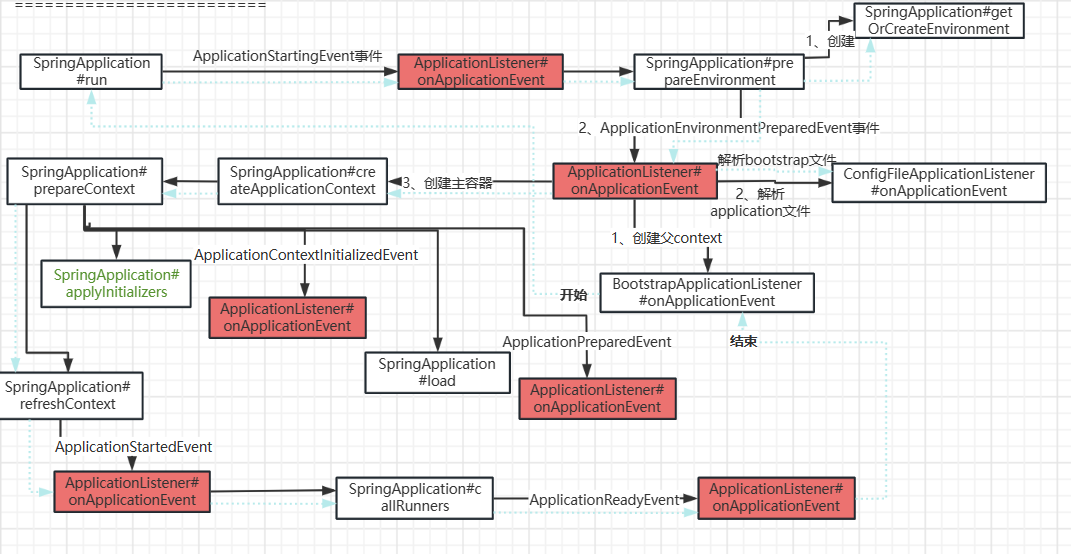 SpringApplication#get
OrCreateEnvironment
1、创建
ApplicationStartingEvent事件
SpringApplication
#run
ApplicationListener#
onApplicationEvent
SpringApplication#pre
pareEnvironment
2、ApplicationEnvironmentPreparedEvent事件
解析bootstrap文件
SpringApplication#
prepareContext
SpringApplication#cre
ateApplicationContext
3、创建主容器
ApplicationListener#
onApplicationEvent
ConfigFileApplicationListener
#onApplicationEvent
2、解析
application文件
1、创建父context
ApplicationContextInitializedEvent
SpringApplication#
applyInitializers
BootstrapApplicationListener
#onApplicationEvent
开始
ApplicationListener#
onApplicationEvent
ApplicationPreparedEvent
结束
SpringApplication
#load
SpringApplication#
refreshContext
ApplicationListener#
onApplicationEvent
ApplicationStartedEvent
ApplicationListener#
onApplicationEvent
SpringApplication#c
allRunners
ApplicationReadyEvent
ApplicationListener#
onApplicationEvent